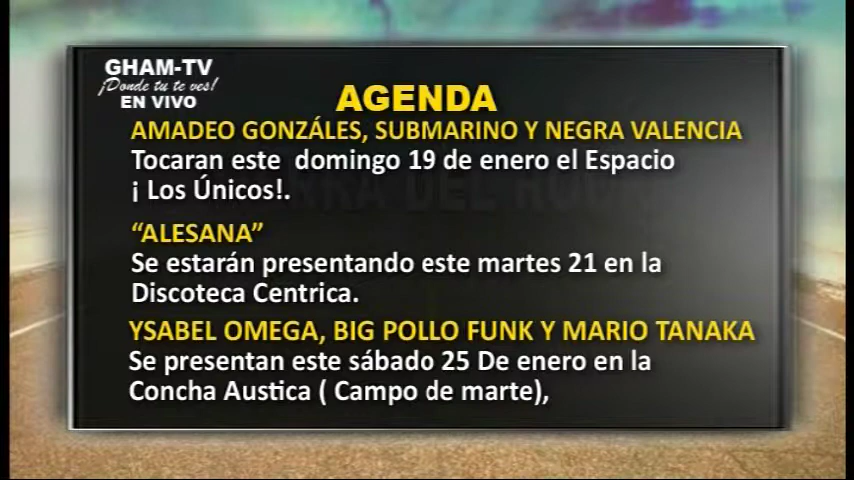 GHAM-TV
¡Donde tu te ves!
EN VIVO
AGENDA
AMADEO GONZÁLES, SUBMARINO Y NEGRA VALENCIA
Tocaran este domingo 19 de enero el Espacio
¡ Los Únicos!.
“ALESANA”
Se estarán presentando este martes 21 en la
Discoteca Centrica.
YSABEL OMEGA, BIG POLLO FUNK Y MARIO TANAKA
Se presentan este sábado 25 De enero en la
Concha Austica ( Campo de marte),